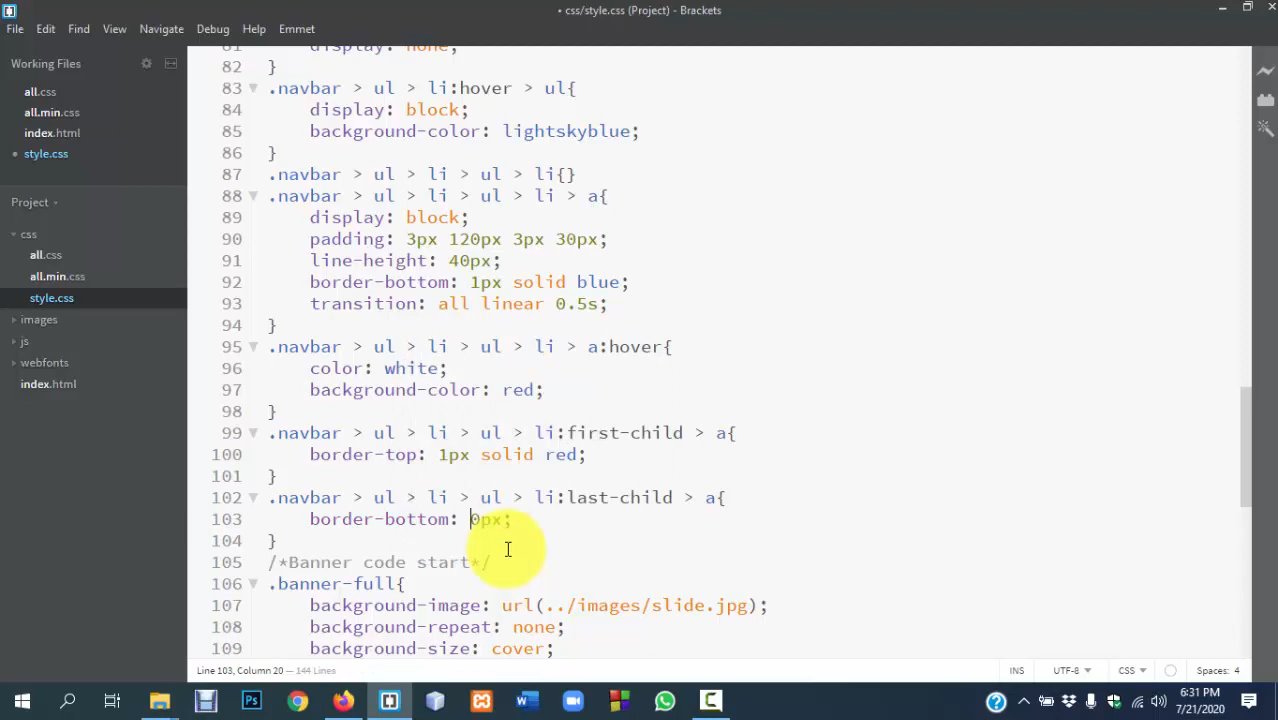 css/style.css (Project) - Brackets
File Edit Find View Navigate Debug Help Emmet
Working Files
all.css
all.min.css
index.html
style.css
Project
css
all.css
all.min.css
style.css
images
js
webfonts
index.html
81 display: none;
82 }
83 .navbar > ul > li:hover > ul{
84 display: block;
85 background-color: lightskyblue;
86 }
87 .navbar > ul > li > ul > li{}
88 .navbar > ul > li > ul > li > a{
89 display: block;
90 padding: 3px 120px 3px 30px;
91 line-height: 40px;
92 border-bottom: 1px solid blue;
93 transition: all linear 0.5s;
94 }
95 .navbar > ul > li > ul > li > a:hover{
96 color: white;
97 background-color: red;
98 }
99 .navbar > ul > li > ul > li:first-child > a{
100 border-top: 1px solid red;
101 }
102 .navbar > ul > li > ul > li:last-child > a{
103 border-bottom: 0px;
104 }
105 /*Banner code start*/
106 .banner-full{
107 background-image: url(../images/slide.jpg);
108 background-repeat: none;
109 background-size: cover;
Line 103, Column 20 — 144 Lines
INS UTF-8 CSS Spaces: 4
6:31 PM
7/21/2020